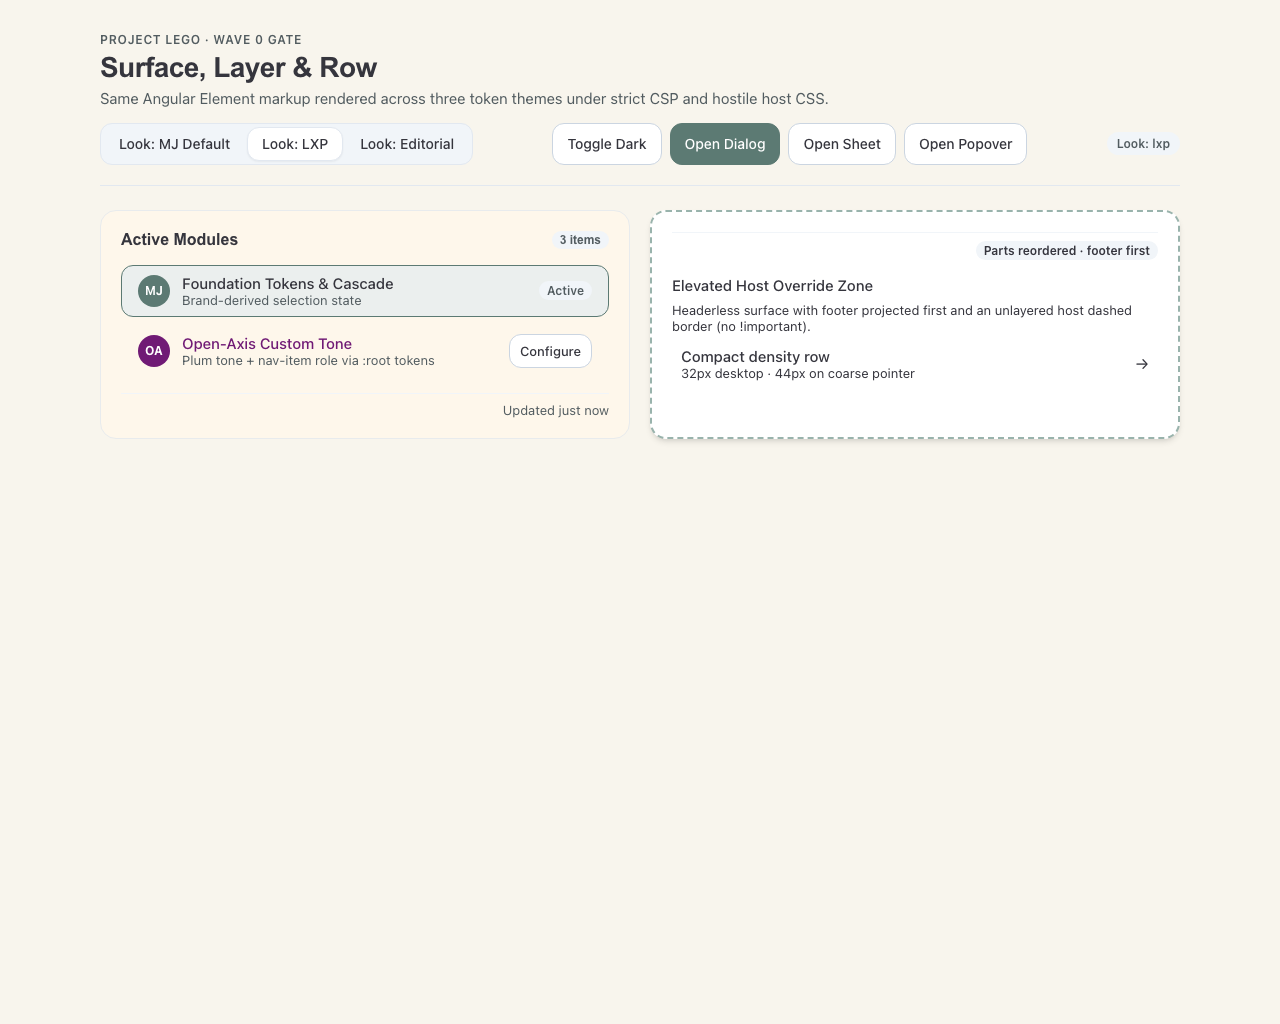 PROJECT LEGO · WAVE 0 GATE
Surface, Layer & Row
Same Angular Element markup rendered across three token themes under strict CSP and hostile host CSS.
Look: MJ Default
Look: LXP
Look: Editorial
Toggle Dark
Open Dialog
Open Sheet
Open Popover
Look: lxp
Active Modules
3 items
MJ
Foundation Tokens & Cascade
Brand-derived selection state
Active
OA
Open-Axis Custom Tone
Plum tone + nav-item role via :root tokens
Configure
Updated just now
Parts reordered · footer first
Elevated Host Override Zone
Headerless surface with footer projected first and an unlayered host dashed
border (no !important).
Compact density row
32px desktop · 44px on coarse pointer
→